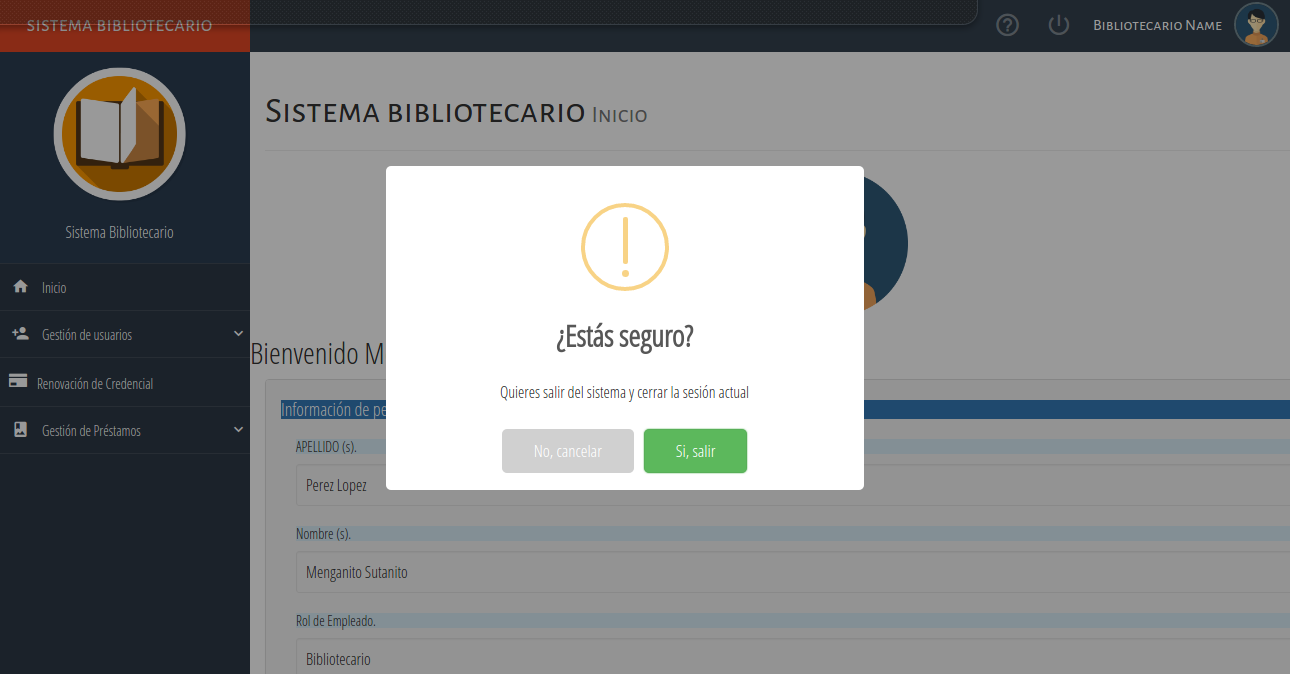 SISTEMA BIBLIOTECARIO
Bibliotecario Name
Sistema Bibliotecario
Inicio
Gestión de usuarios
Renovación de Credencial
Gestión de Préstamos
Sistema bibliotecario Inicio
¿Estás seguro?
Quieres salir del sistema y cerrar la sesión actual
No, cancelar
Si, salir
Bienvenido M
Información de pe
APELLIDO (s).
Perez Lopez
Nombre (s).
Menganito Sutanito
Rol de Empleado.
Bibliotecario